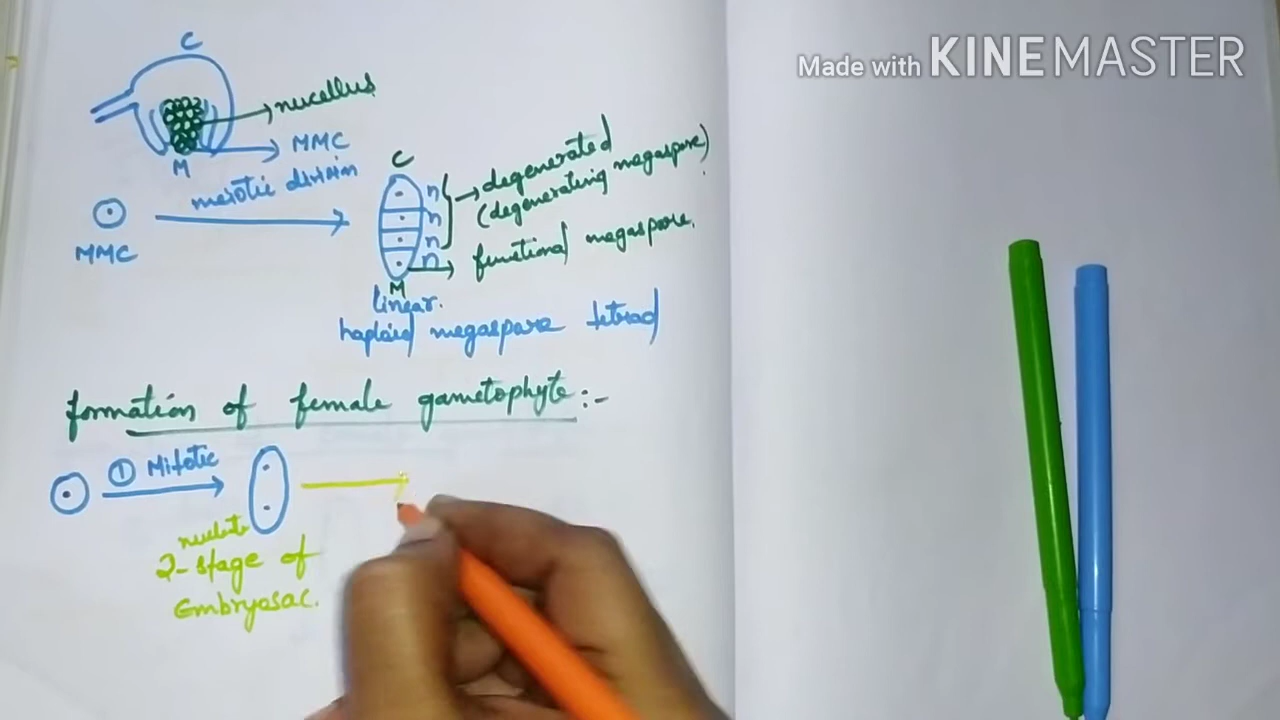 Made with KINEMASTER
C
nucellus
MMC
M
meiotic division
MMC
C
n
n
n
n
degenerated
(degenerating megaspore)
functional megaspore.
M
linear.
haploid megaspore tetrad
formation of female gametophyte:-
① Mitotic
nucleate
2-stage of
Embryosac.